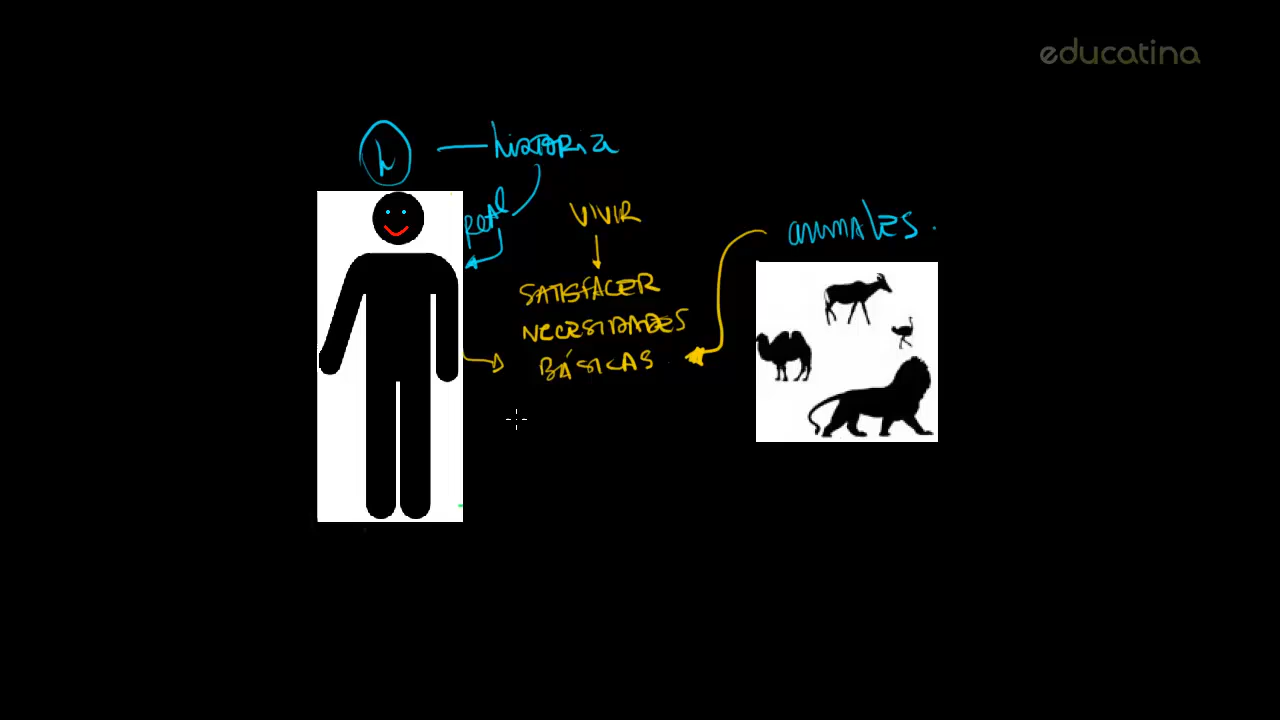 educatina
h
historia
real
VIVIR
animales.
SATISFACER
NECESIDADES
BÁSICAS